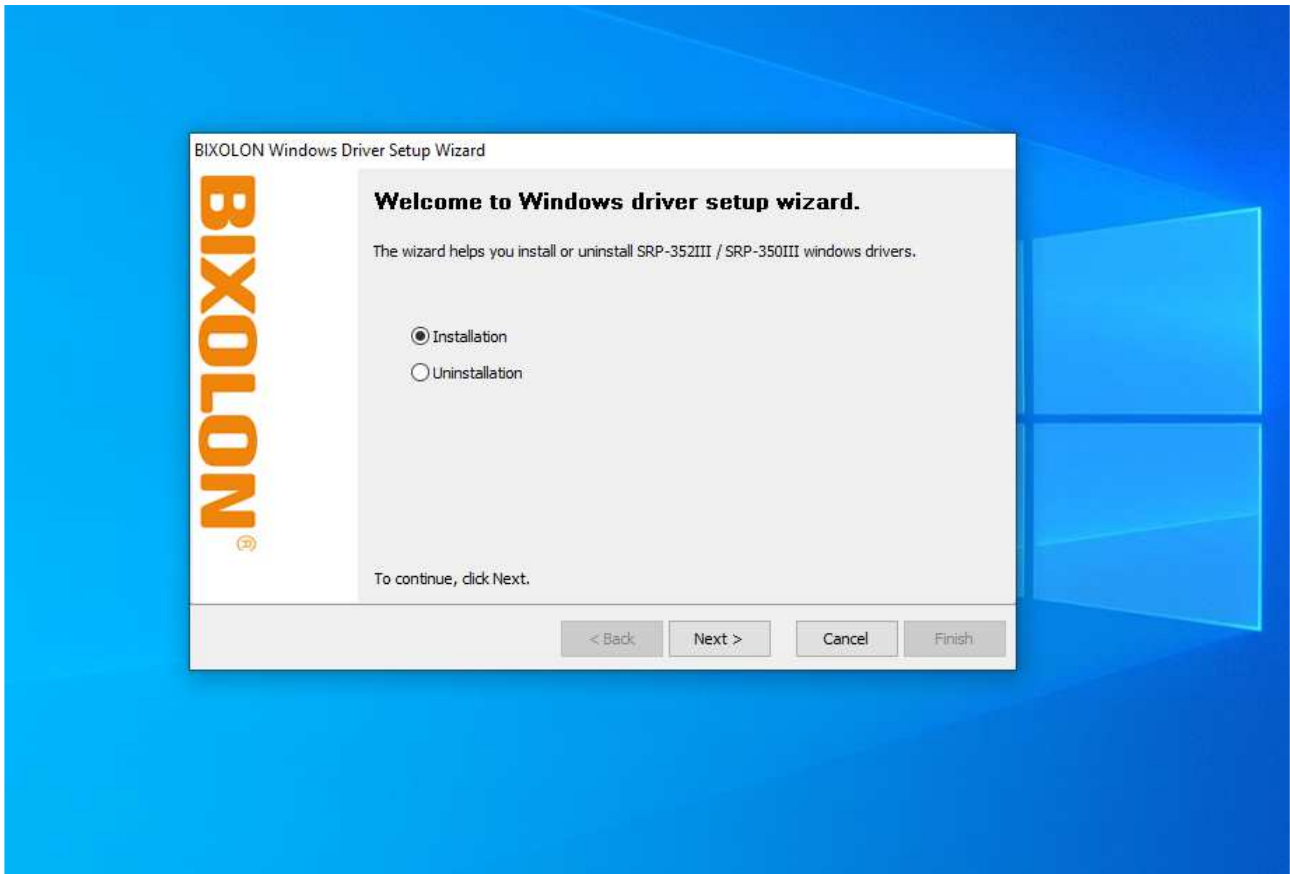 BIXOLON Windows Driver Setup Wizard
BIXOLON®
Welcome to Windows driver setup wizard.
The wizard helps you install or uninstall SRP-352III / SRP-350III windows drivers.
Installation
Uninstallation
To continue, click Next.
< Back Next > Cancel Finish